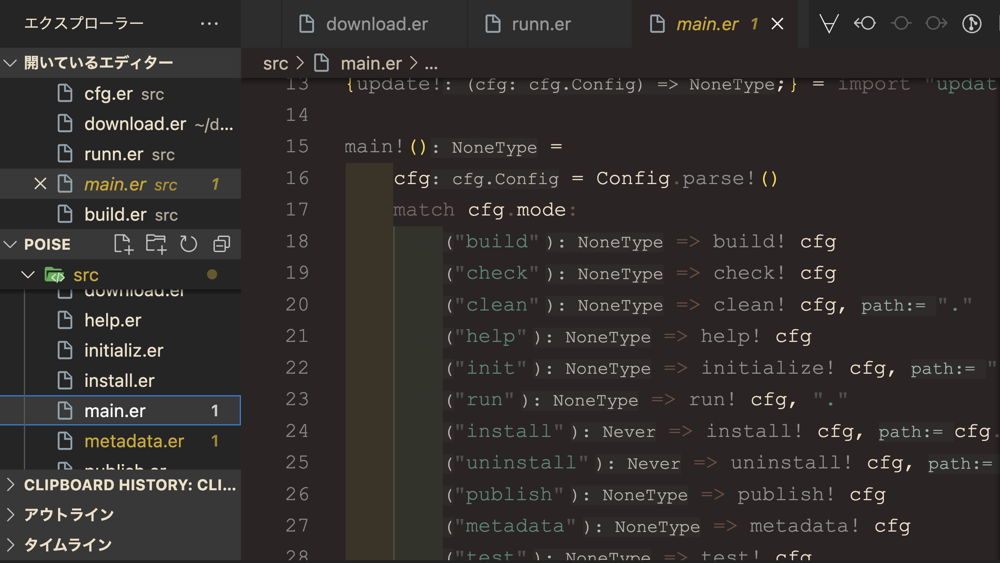 エクスプローラー ...
開いているエディター
cfg.er src
download.er ~/d...
runn.er src
main.er src 1
build.er src
POISE
src
download.er
help.er
initializ.er
install.er
main.er 1
metadata.er 1
publish.er
CLIPBOARD HISTORY: CLI...
アウトライン
タイムライン
download.er
runn.er
main.er 1
src > main.er > ...
13 {update!: (cfg: cfg.Config) => NoneType;} = import "updat
14
15 main!(): NoneType =
16 cfg: cfg.Config = Config.parse!()
17 match cfg.mode:
18 ("build"): NoneType => build! cfg
19 ("check"): NoneType => check! cfg
20 ("clean"): NoneType => clean! cfg, path:= "."
21 ("help"): NoneType => help! cfg
22 ("init"): NoneType => initialize! cfg, path:= "
23 ("run"): NoneType => run! cfg, "."
24 ("install"): Never => install! cfg, path:= cfg.
25 ("uninstall"): Never => uninstall! cfg, path:=
26 ("publish"): NoneType => publish! cfg
27 ("metadata"): NoneType => metadata! cfg
28 ("test"): NoneType => test! cfg